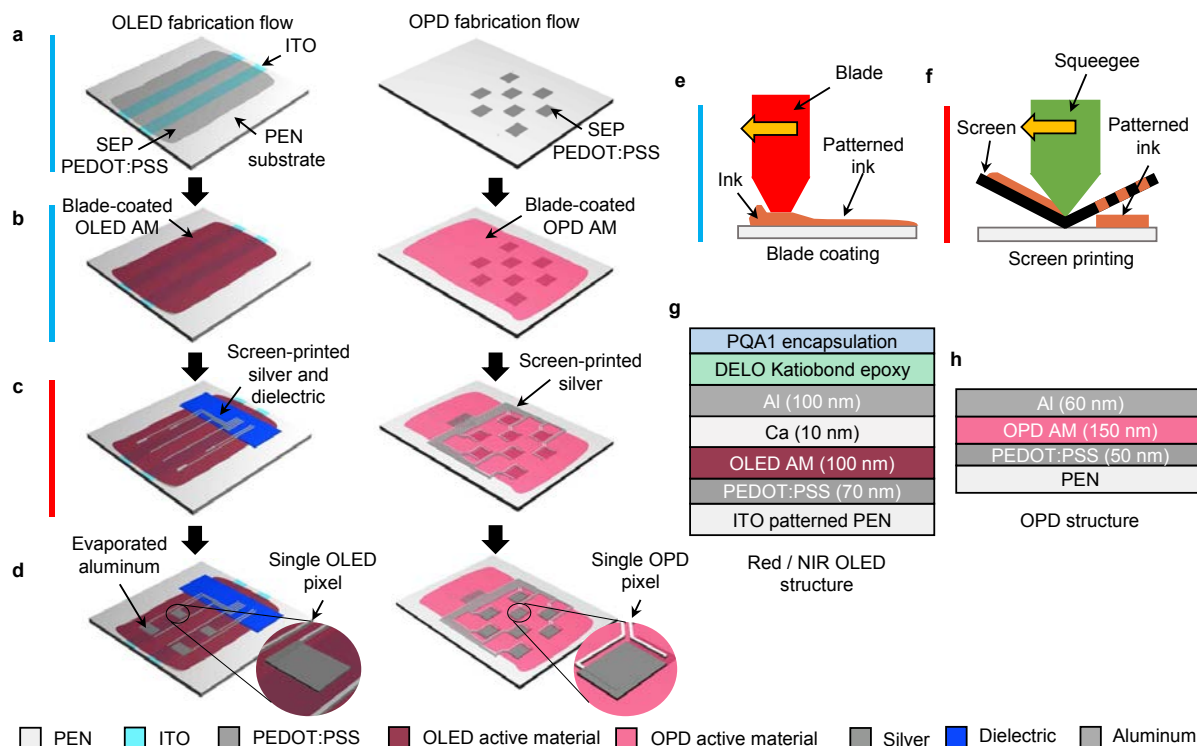 OLED fabrication flow
OPD fabrication flow
a
ITO
SEP
PEDOT:PSS
PEN
substrate
SEP
PEDOT:PSS
b
Blade-coated
OLED AM
Blade-coated
OPD AM
c
Screen-printed
silver and
dielectric
Screen-printed
silver
d
Evaporated
aluminum
Single OLED
pixel
Single OPD
pixel
e
Blade
Ink
Patterned
ink
Blade coating
f
Squeegee
Screen
Patterned
ink
Screen printing
g
PQA1 encapsulation
DELO Katiobond epoxy
Al (100 nm)
Ca (10 nm)
OLED AM (100 nm)
PEDOT:PSS (70 nm)
ITO patterned PEN
Red / NIR OLED
structure
h
Al (60 nm)
OPD AM (150 nm)
PEDOT:PSS (50 nm)
PEN
OPD structure
PEN
ITO
PEDOT:PSS
OLED active material
OPD active material
Silver
Dielectric
Aluminum